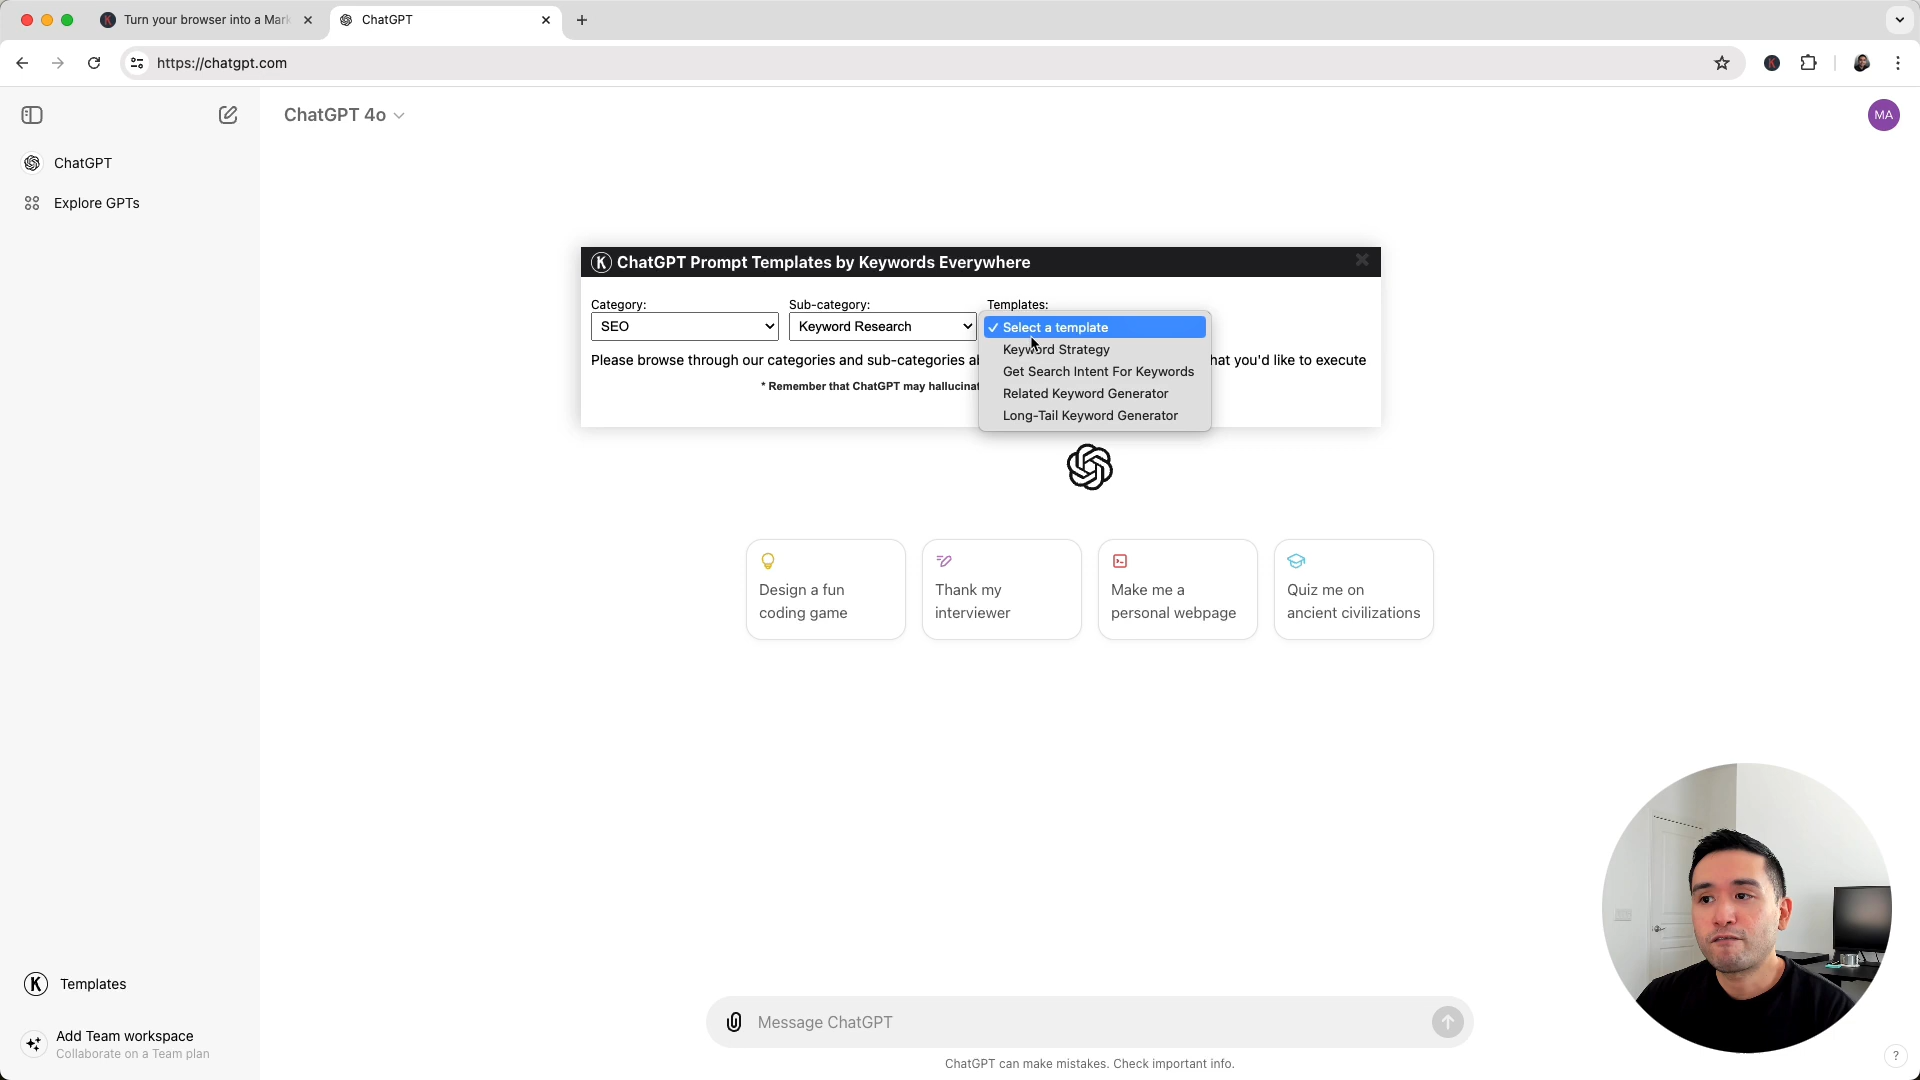 Turn your browser into a Mark
ChatGPT
https://chatgpt.com
ChatGPT 4o
MA
ChatGPT
Explore GPTs
K ChatGPT Prompt Templates by Keywords Everywhere
Category:
Sub-category:
Templates:
SEO
Keyword Research
✓ Select a template
Keyword Strategy
Get Search Intent For Keywords
Related Keyword Generator
Long-Tail Keyword Generator
Please browse through our categories and sub-categories a hat you'd like to execute
* Remember that ChatGPT may hallucinat
Design a fun
coding game
Thank my
interviewer
Make me a
personal webpage
Quiz me on
ancient civilizations
K Templates
Add Team workspace
Collaborate on a Team plan
Message ChatGPT
ChatGPT can make mistakes. Check important info.
?